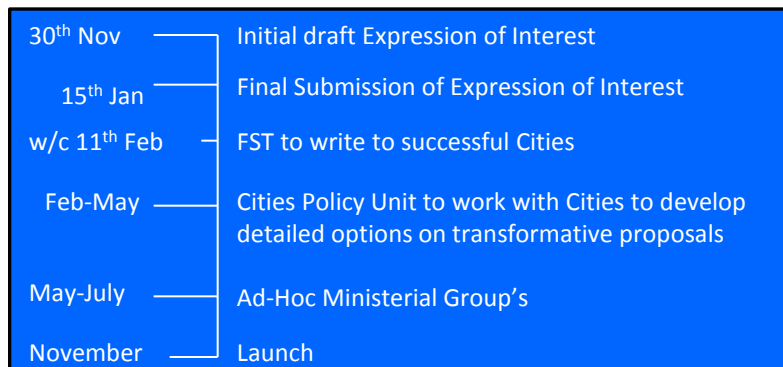 30th Nov Initial draft Expression of Interest
15th Jan Final Submission of Expression of Interest
w/c 11th Feb FST to write to successful Cities
Feb-May Cities Policy Unit to work with Cities to develop
detailed options on transformative proposals
May-July Ad-Hoc Ministerial Group's
November Launch